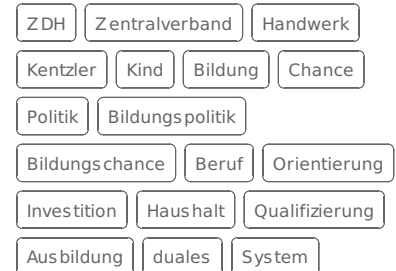 ZDH Zentralverband Handwerk
Kentzler Kind Bildung Chance
Politik Bildungspolitik
Bildungschance Beruf Orientierung
Investition Haushalt Qualifizierung
Ausbildung duales System